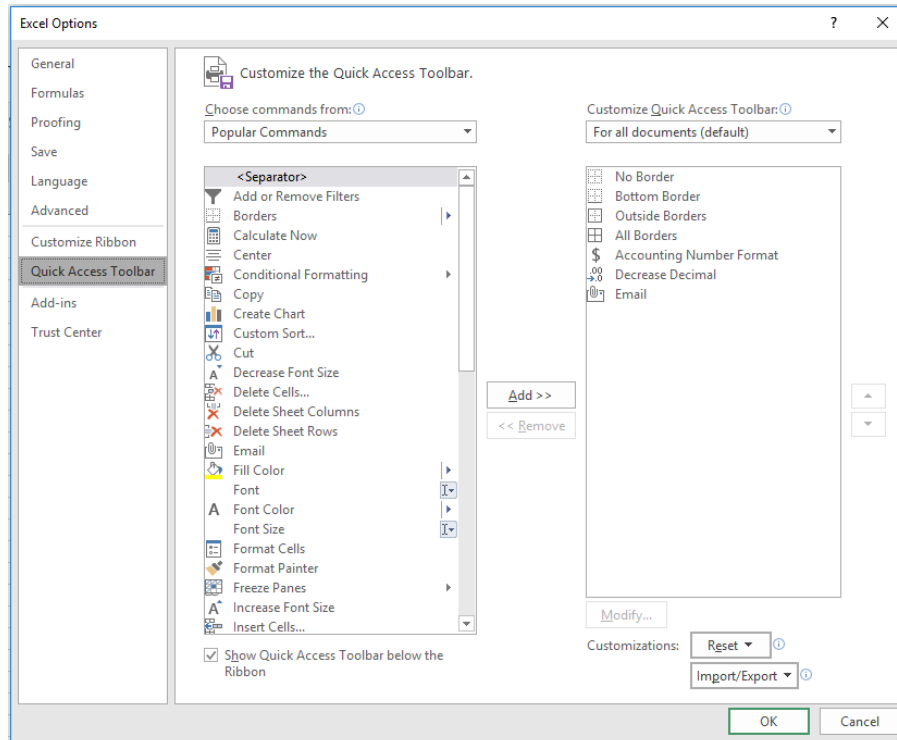 Excel Options
?
General
Formulas
Proofing
Save
Language
Advanced
Customize Ribbon
Quick Access Toolbar
Add-ins
Trust Center
Customize the Quick Access Toolbar.
Choose commands from:
Popular Commands
<Separator>
Add or Remove Filters
Borders
Calculate Now
Center
Conditional Formatting
Copy
Create Chart
Custom Sort...
Cut
Decrease Font Size
Delete Cells...
Delete Sheet Columns
Delete Sheet Rows
Email
Fill Color
Font
Font Color
Font Size
Format Cells
Format Painter
Freeze Panes
Increase Font Size
Insert Cells...
Show Quick Access Toolbar below the
Ribbon
Add >>
<< Remove
Customize Quick Access Toolbar:
For all documents (default)
No Border
Bottom Border
Outside Borders
All Borders
$ Accounting Number Format
.00 .0 Decrease Decimal
Email
Modify...
Customizations:
Reset
Import/Export
OK
Cancel